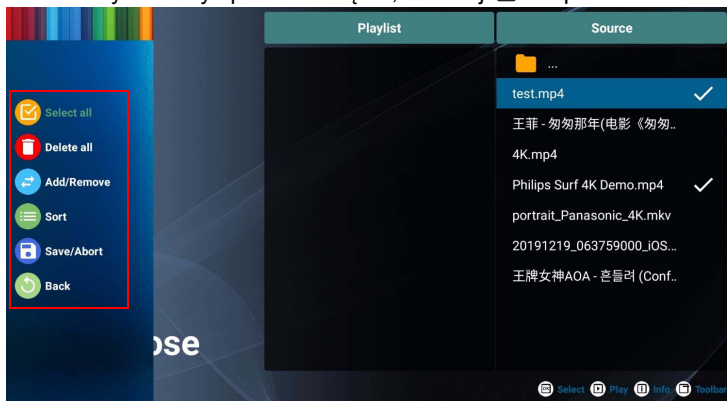 Playlist
Source
...
test.mp4
王菲 - 匆匆那年(电影《匆匆..
4K.mp4
Philips Surf 4K Demo.mp4
portrait_Panasonic_4K.mkv
20191219_063759000_iOS...
王牌女神AOA - 흔들려 (Conf..
Select all
Delete all
Add/Remove
Sort
Save/Abort
Back
ose
Select Play Info Toolbar